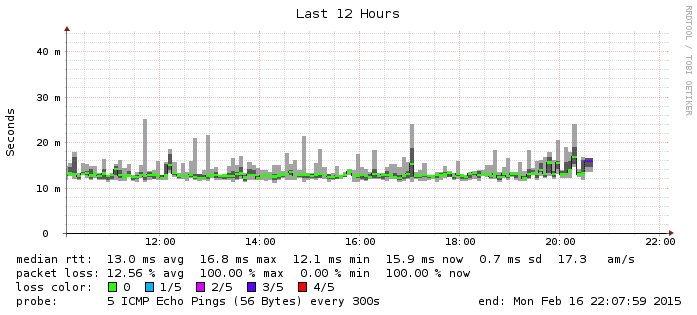 Last 12 Hours
RRDTOOL / TOBI OETIKER
Seconds
40 m
30 m
20 m
10 m
0
12:00 14:00 16:00 18:00 20:00 22:00
median rtt: 13.0 ms avg 16.8 ms max 12.1 ms min 15.9 ms now 0.7 ms sd 17.3 am/s
packet loss: 12.56 % avg 100.00 % max 0.00 % min 100.00 % now
loss color: 0 1/5 2/5 3/5 4/5
probe: 5 ICMP Echo Pings (56 Bytes) every 300s end: Mon Feb 16 22:07:59 2015